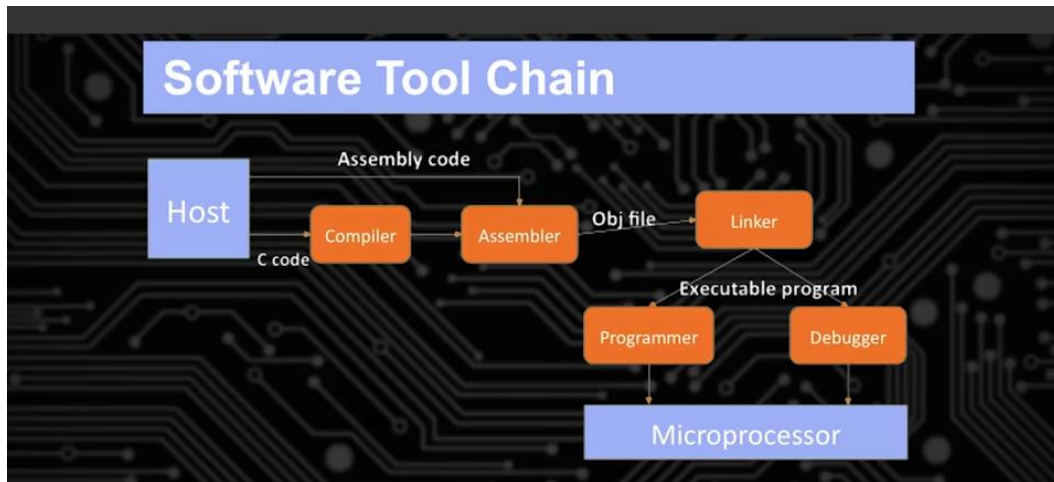 Software Tool Chain
Assembly code
Host
C code
Compiler
Assembler
Obj file
Linker
Executable program
Programmer
Debugger
Microprocessor